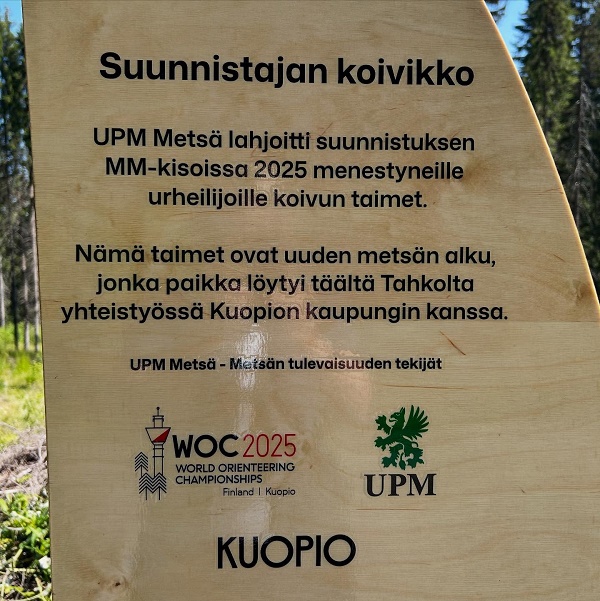 Suunnistajan koivikko
UPM Metsä lahjoitti suunnistuksen
MM-kisoissa 2025 menestyneille
urheilijoille koivun taimet.
Nämä taimet ovat uuden metsän alku,
jonka paikka löytyi täältä Tahkolta
yhteistyössä Kuopion kaupungin kanssa.
UPM Metsä - Metsän tulevaisuuden tekijät
WOC 2025
WORLD ORIENTEERING
CHAMPIONSHIPS
Finland | Kuopio
UPM
KUOPIO